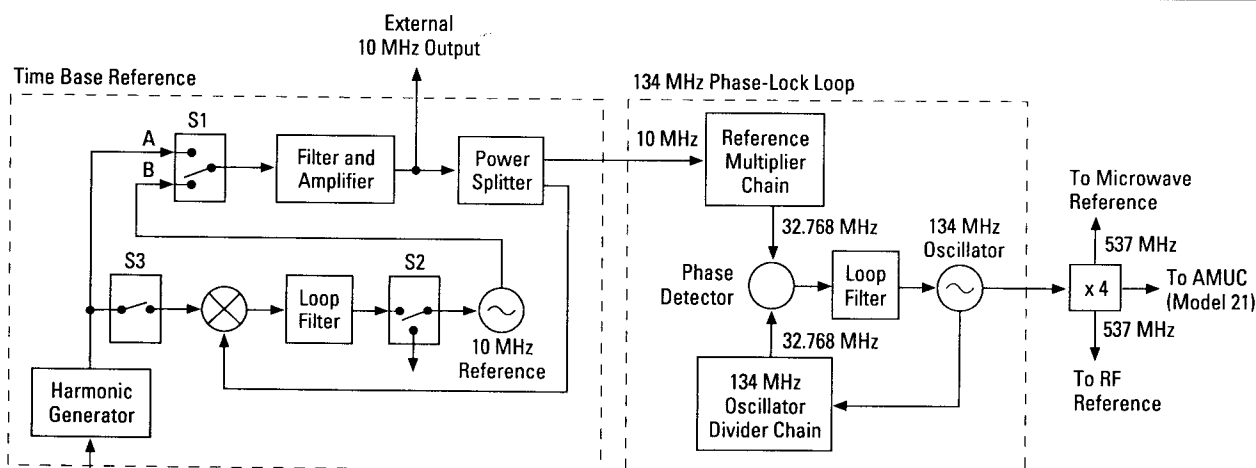 External
10 MHz Output
Time Base Reference
134 MHz Phase-Lock Loop
S1
A
B
Filter and
Amplifier
Power
Splitter
10 MHz
Reference
Multiplier
Chain
To Microwave
Reference
32.768 MHz
134 MHz
Oscillator
537 MHz
S3
Loop
Filter
S2
Phase
Detector
Loop
Filter
x 4
To AMUC
(Model 21)
10 MHz
Reference
32.768 MHz
537 MHz
Harmonic
Generator
134 MHz
Oscillator
Divider Chain
To RF
Reference